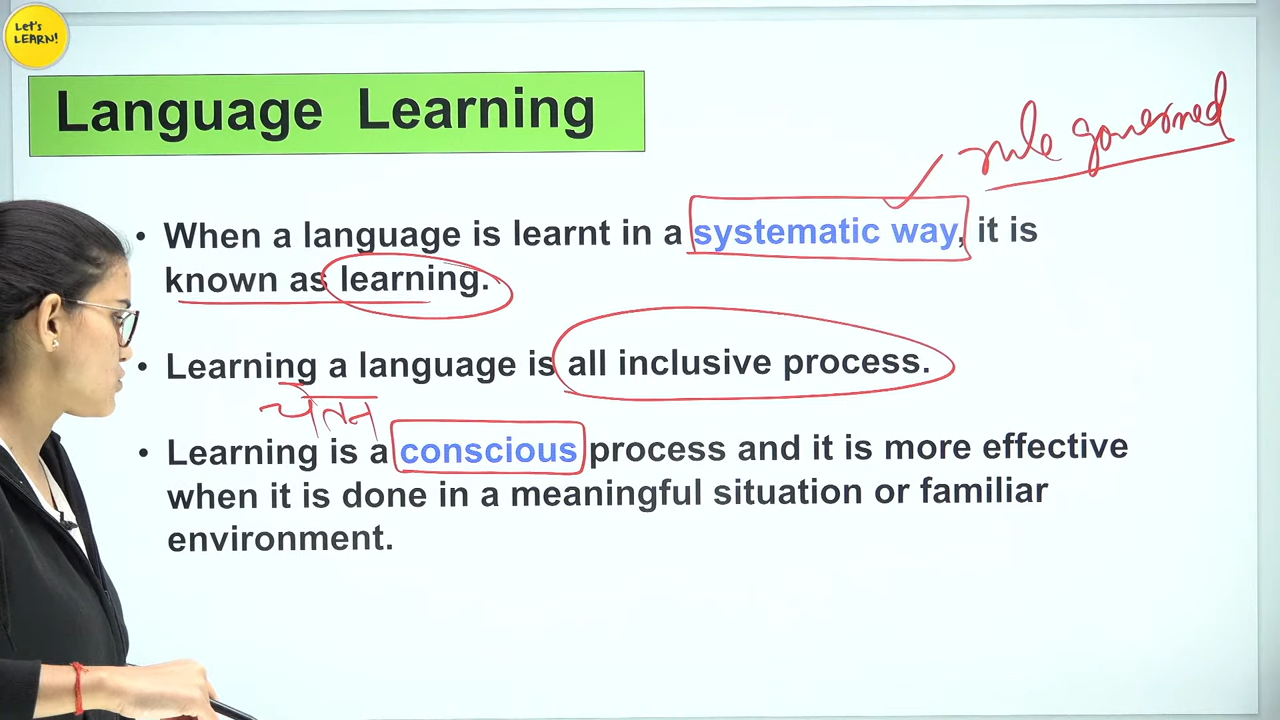 Let's
LEARN!
Language Learning
rule governed
• When a language is learnt in a systematic way, it is
known as learning.
• Learning a language is all inclusive process.
चेतन
• Learning is a conscious process and it is more effective
when it is done in a meaningful situation or familiar
environment.